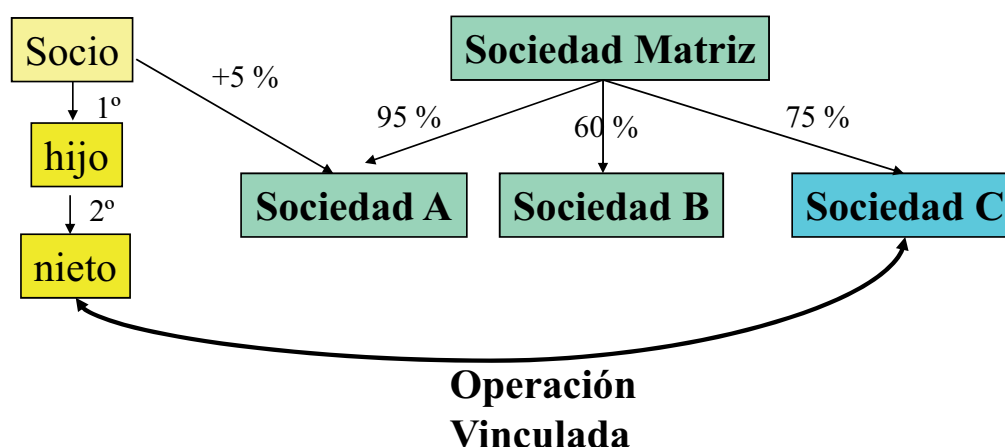 Socio
Sociedad Matriz
+5 %
1º
95 %
60 %
75 %
hijo
Sociedad A
Sociedad B
Sociedad C
2º
nieto
Operación
Vinculada